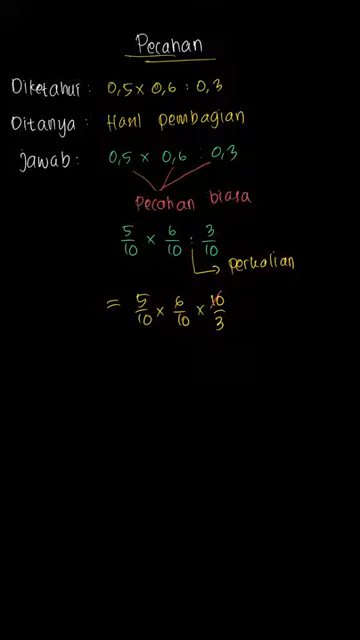 Pecahan
Diketahui : 0,5 x 0,6 : 0,3
Ditanya : Hasil pembagian
Jawab : 0,5 x 0,6 : 0,3
Pecahan biasa
5/10 x 6/10 : 3/10
perkalian
= 5/10 x 6/10 x 10/3